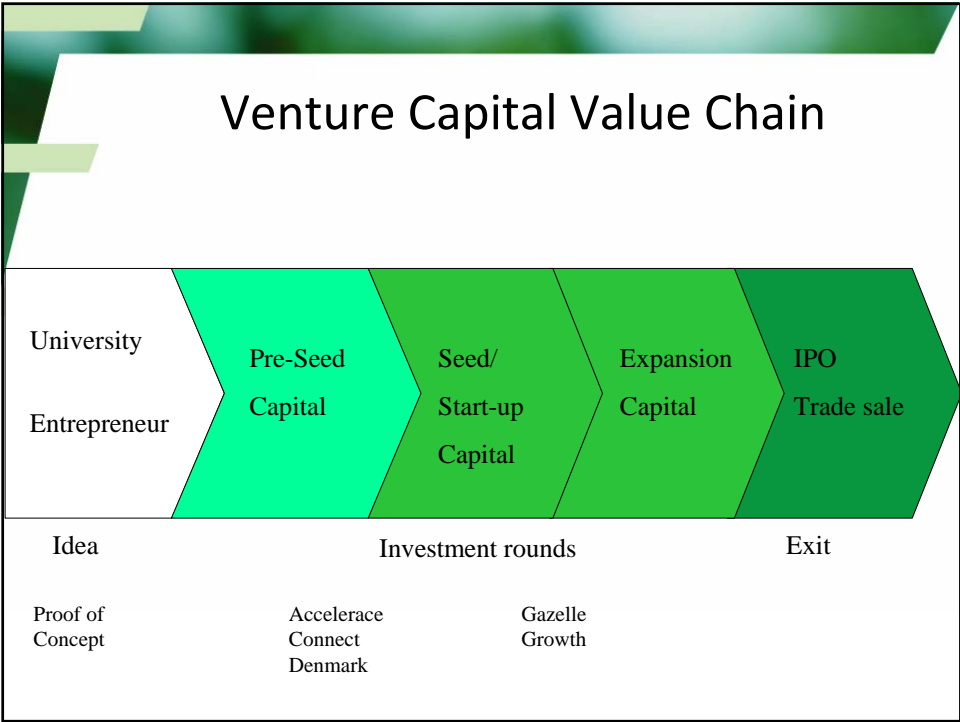 Venture Capital Value Chain
University
Entrepreneur
Pre-Seed
Capital
Seed/
Start-up
Capital
Expansion
Capital
IPO
Trade sale
Idea
Investment rounds
Exit
Proof of
Concept
Accelerace
Connect
Denmark
Gazelle
Growth